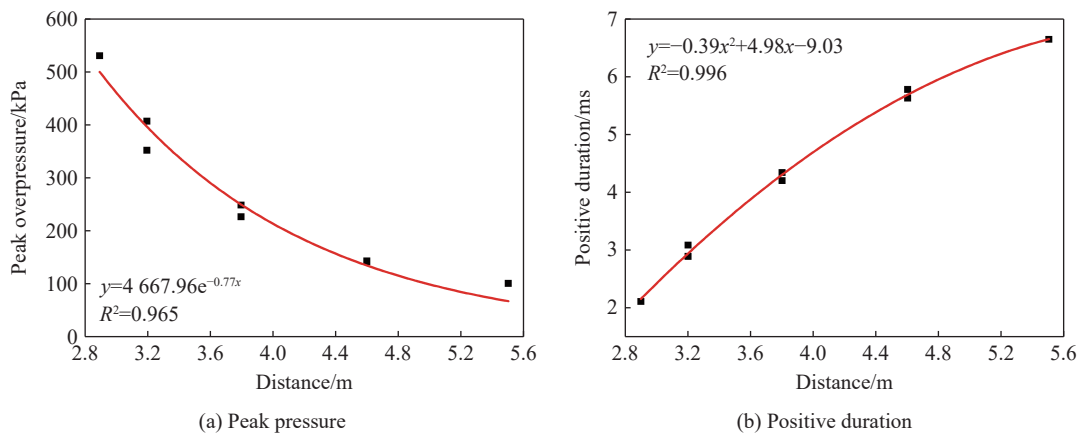 600
500
400
300
200
100
0
Peak overpressure/kPa
y=4 667.96e^−0.77x
R²=0.965
2.8 3.2 3.6 4.0 4.4 4.8 5.2 5.6
Distance/m
(a) Peak pressure
7
6
5
4
3
2
Positive duration/ms
y=−0.39x²+4.98x−9.03
R²=0.996
2.8 3.2 3.6 4.0 4.4 4.8 5.2 5.6
Distance/m
(b) Positive duration